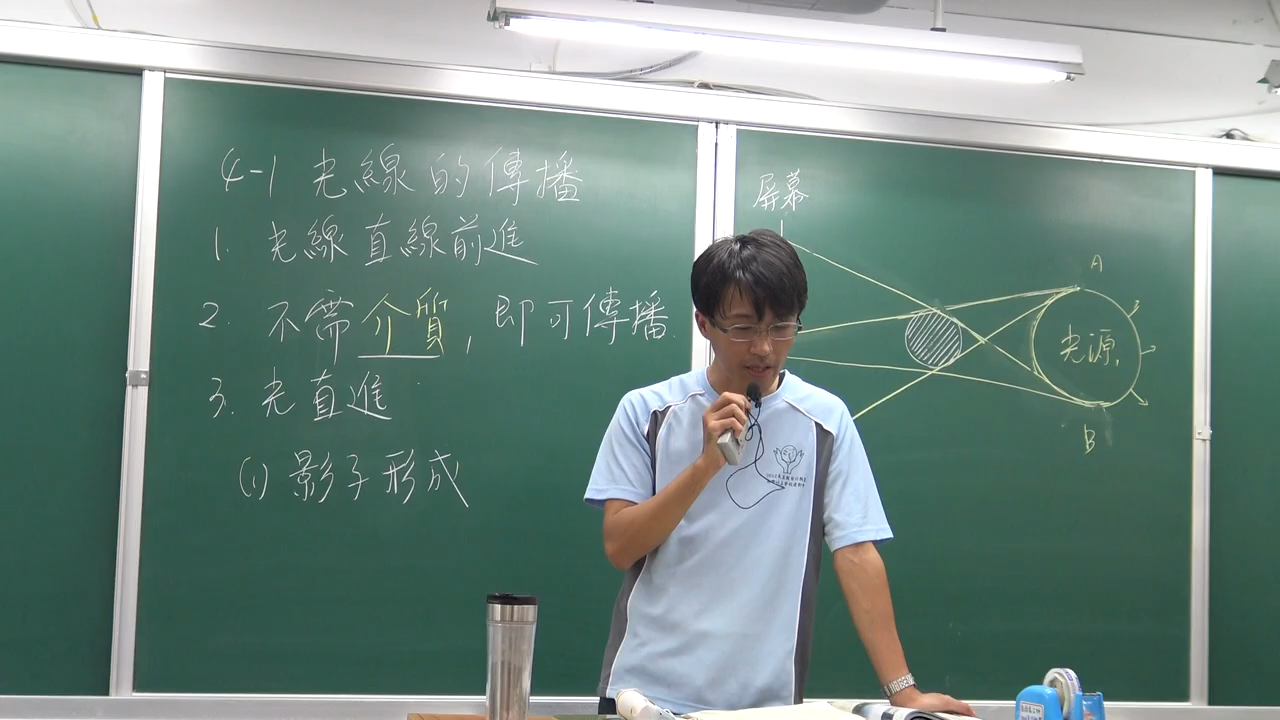 4-1 光線的傳播
1. 光線直線前進
2. 不需介質，即可傳播.
3. 光直進
(1) 影子形成
屏幕
A
光源
B